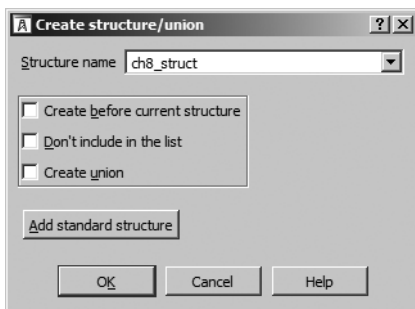 Create structure/union
Structure name ch8_struct
Create before current structure
Don't include in the list
Create union
Add standard structure
OK Cancel Help